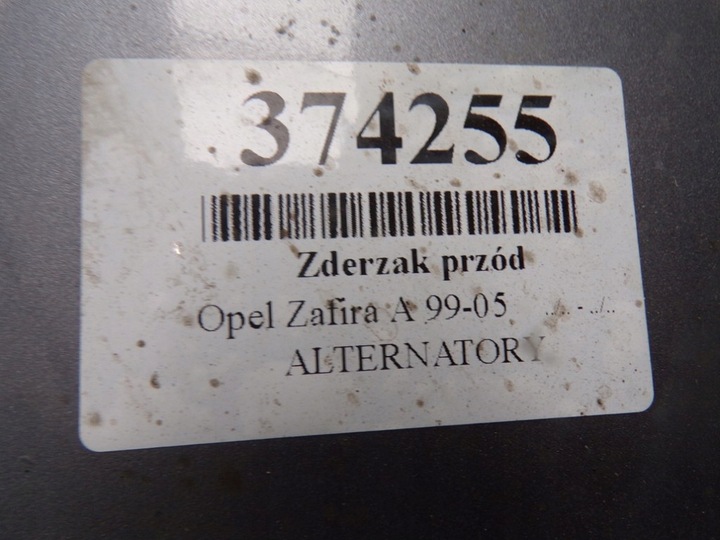 374255
Zderzak przód
Opel Zafira A 99-05 ../.. - ../..
ALTERNATORY